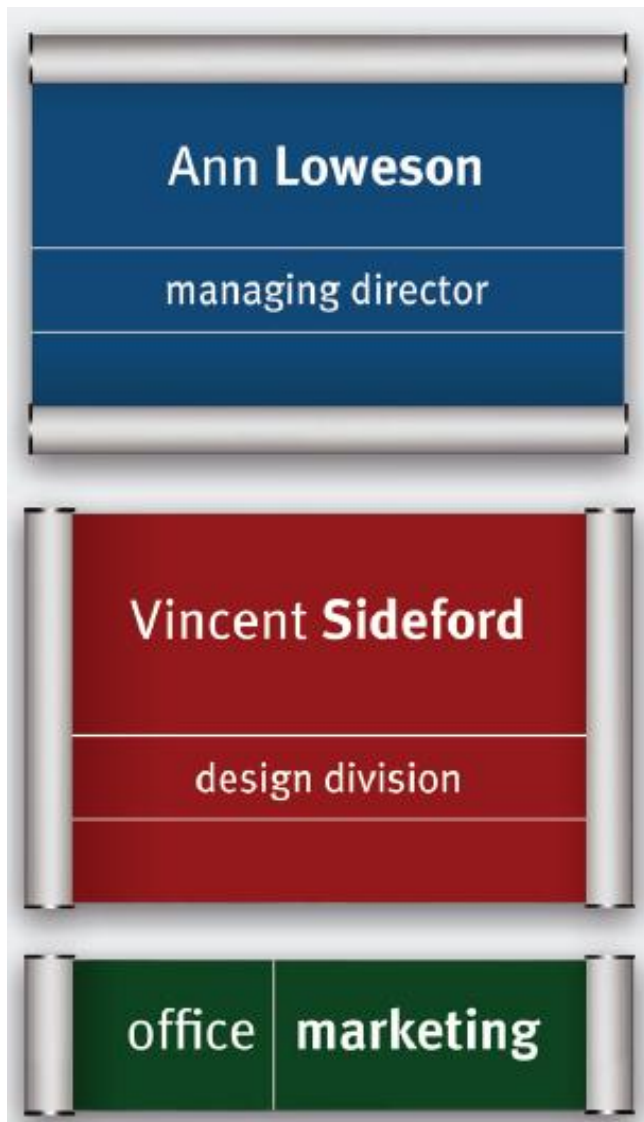 Ann Loweson
managing director
Vincent Sideford
design division
office marketing